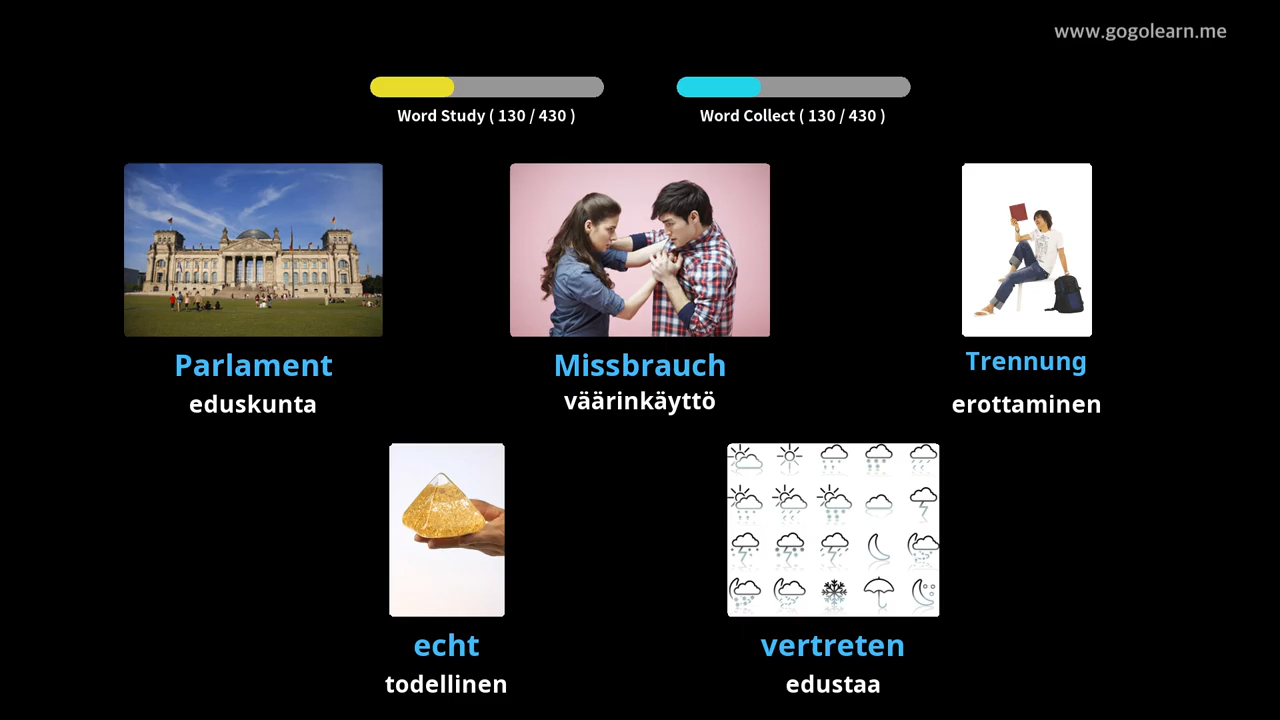 www.gogolearn.me
Word Study ( 130 / 430 )
Word Collect ( 130 / 430 )
Parlament
eduskunta
Missbrauch
väärinkäyttö
Trennung
erottaminen
echt
todellinen
vertreten
edustaa